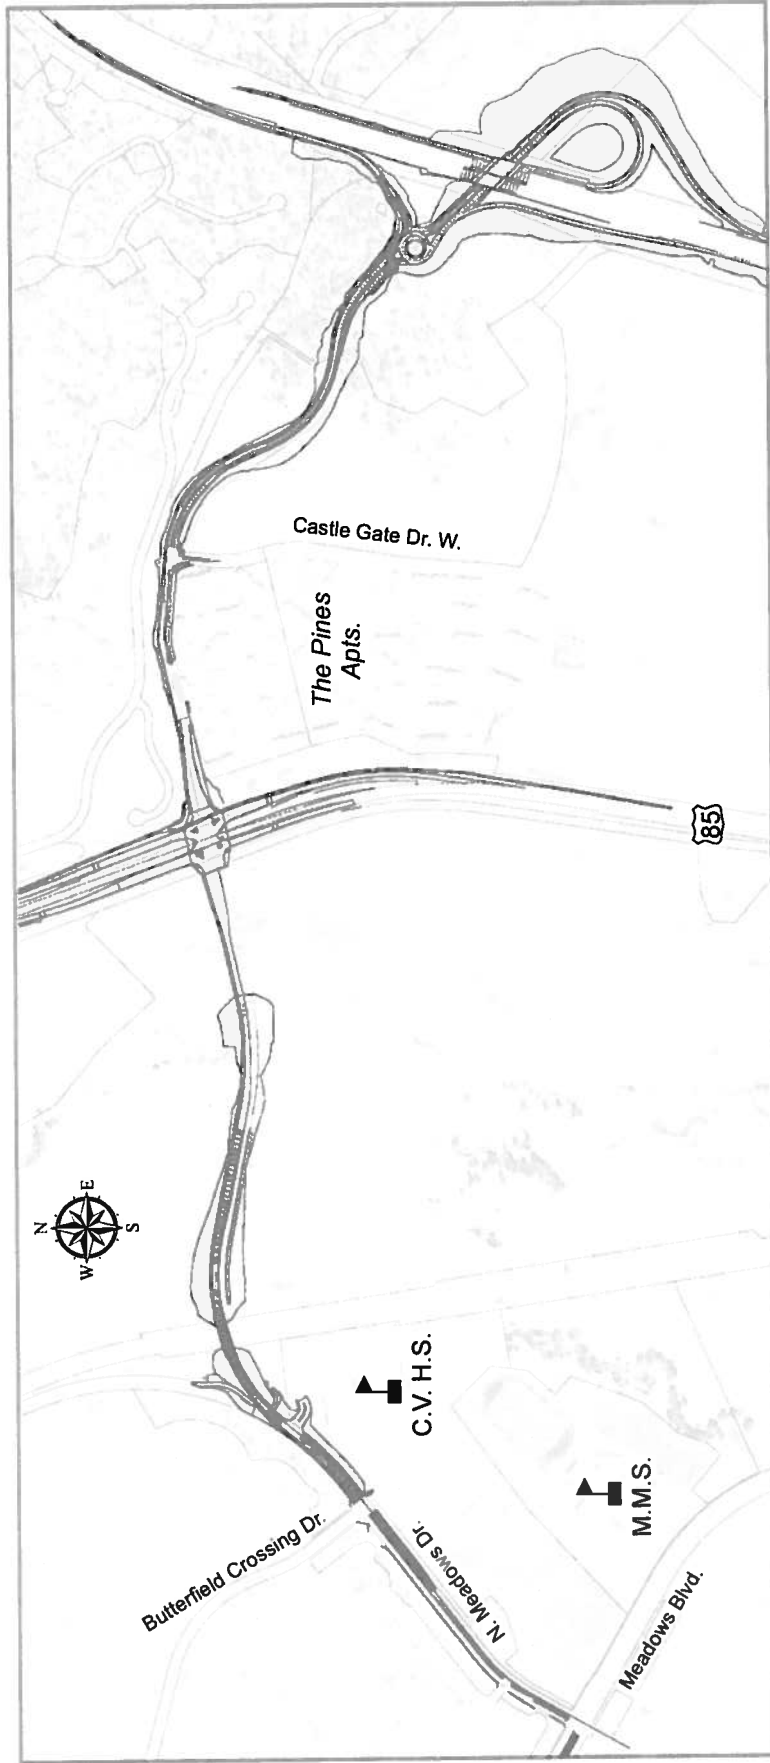 Castle Gate Dr. W.
The Pines
Apts.
85
N
W
E
S
C.V. H.S.
Butterfield Crossing Dr.
N. Meadows Dr.
M.M.S.
Meadows Blvd.